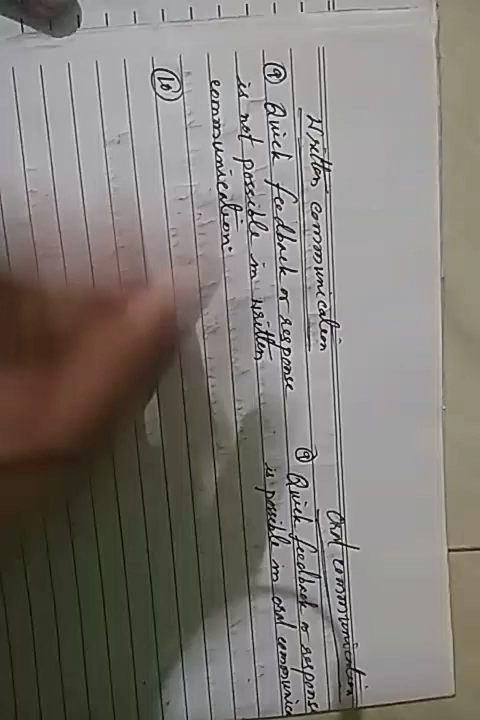 Written communication
⑨ Quick feedback or response
is not possible in written
communication.
⑩
Oral communication
⑨ Quick feedback or response
is possible in oral communic